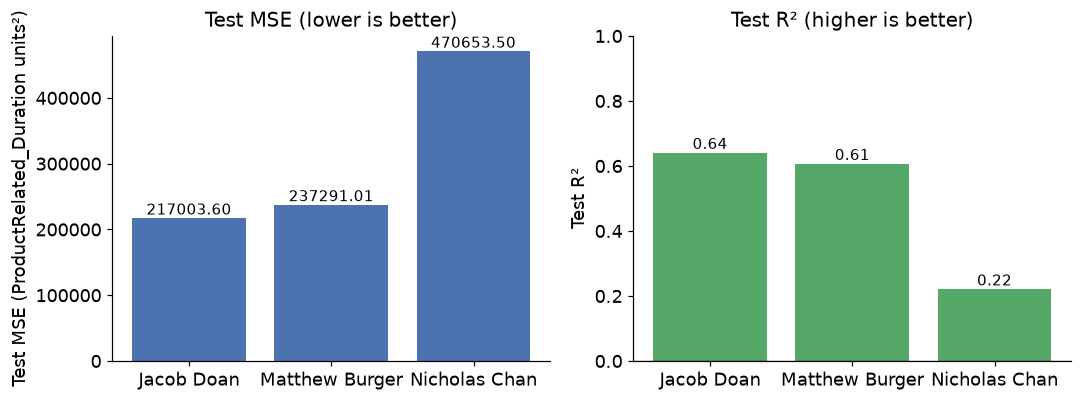 Test MSE (lower is better)
Test MSE (ProductRelated_Duration units²)
400000
300000
200000
100000
0
217003.60
237291.01
470653.50
Jacob Doan
Matthew Burger
Nicholas Chan
Test R² (higher is better)
Test R²
1.0
0.8
0.6
0.4
0.2
0.0
0.64
0.61
0.22
Jacob Doan
Matthew Burger
Nicholas Chan